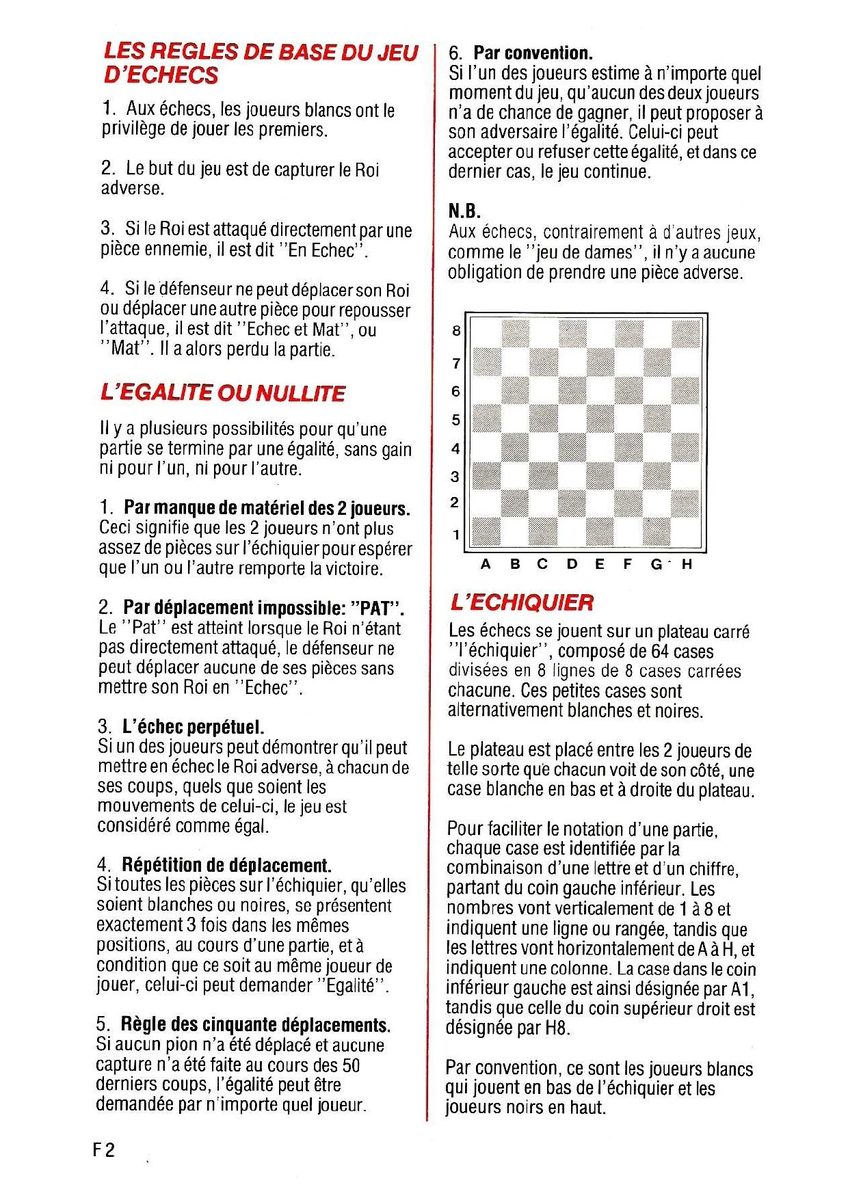 LES REGLES DE BASE DU JEU
D'ECHECS
1. Aux échecs, les joueurs blancs ont le
privilège de jouer les premiers.
2. Le but du jeu est de capturer le Roi
adverse.
3. Si le Roi est attaqué directement par une
pièce ennemie, il est dit "En Echec".
4. Si le défenseur ne peut déplacer son Roi
ou déplacer une autre pièce pour repousser
l'attaque, il est dit "Echec et Mat", ou
"Mat". Il a alors perdu la partie.
L'EGALITE OU NULLITE
Il y a plusieurs possibilités pour qu'une
partie se termine par une égalité, sans gain
ni pour l'un, ni pour l'autre.
1. Par manque de matériel des 2 joueurs.
Ceci signifie que les 2 joueurs n'ont plus
assez de pièces sur l'échiquier pour espérer
que l'un ou l'autre remporte la victoire.
2. Par déplacement impossible: "PAT".
Le "Pat" est atteint lorsque le Roi n'étant
pas directement attaqué, le défenseur ne
peut déplacer aucune de ses pièces sans
mettre son Roi en "Echec".
3. L'échec perpétuel.
Si un des joueurs peut démontrer qu'il peut
mettre en échec le Roi adverse, à chacun de
ses coups, quels que soient les
mouvements de celui-ci, le jeu est
considéré comme égal.
4. Répétition de déplacement.
Si toutes les pièces sur l'échiquier, qu'elles
soient blanches ou noires, se présentent
exactement 3 fois dans les mêmes
positions, au cours d'une partie, et à
condition que ce soit au même joueur de
jouer, celui-ci peut demander "Egalité".
5. Règle des cinquante déplacements.
Si aucun pion n'a été déplacé et aucune
capture n'a été faite au cours des 50
derniers coups, l'égalité peut être
demandée par n'importe quel joueur.
F 2
6. Par convention.
Si l'un des joueurs estime à n'importe quel
moment du jeu, qu'aucun des deux joueurs
n'a de chance de gagner, il peut proposer à
son adversaire l'égalité. Celui-ci peut
accepter ou refuser cette égalité, et dans ce
dernier cas, le jeu continue.
N.B.
Aux échecs, contrairement à d'autres jeux,
comme le "jeu de dames", il n'y a aucune
obligation de prendre une pièce adverse.
8
7
6
5
4
3
2
1
A B C D E F G H
L'ECHIQUIER
Les échecs se jouent sur un plateau carré
"l'échiquier", composé de 64 cases
divisées en 8 lignes de 8 cases carrées
chacune. Ces petites cases sont
alternativement blanches et noires.
Le plateau est placé entre les 2 joueurs de
telle sorte que chacun voit de son côté, une
case blanche en bas et à droite du plateau.
Pour faciliter le notation d'une partie,
chaque case est identifiée par la
combinaison d'une lettre et d'un chiffre,
partant du coin gauche inférieur. Les
nombres vont verticalement de 1 à 8 et
indiquent une ligne ou rangée, tandis que
les lettres vont horizontalement de A à H, et
indiquent une colonne. La case dans le coin
inférieur gauche est ainsi désignée par A1,
tandis que celle du coin supérieur droit est
désignée par H8.
Par convention, ce sont les joueurs blancs
qui jouent en bas de l'échiquier et les
joueurs noirs en haut.